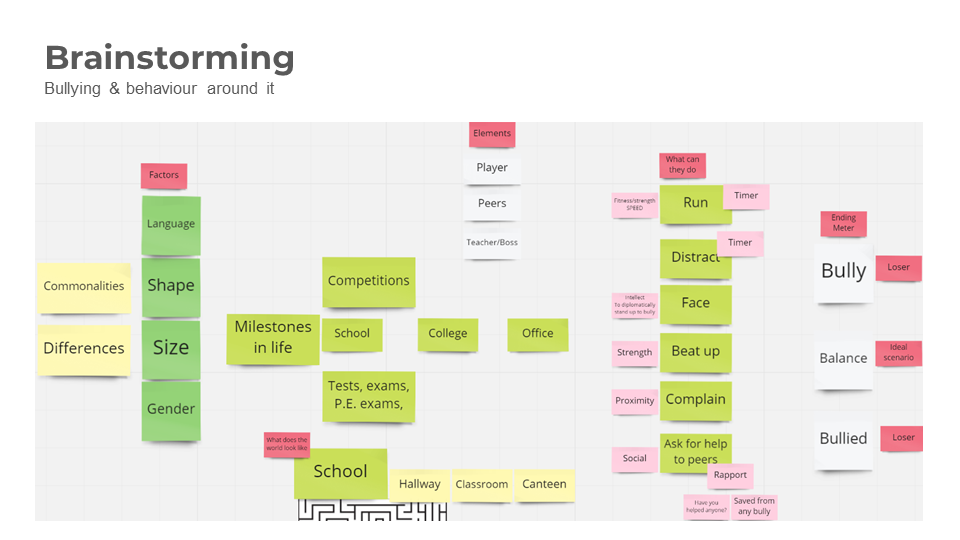 Brainstorming
Bullying & behaviour around it
Factors
Language
Shape
Size
Gender
Commonalities
Differences
Milestones
in life
Competitions
School
College
Office
Tests, exams,
P.E. exams,
What does the
world look like
School
Hallway
Classroom
Canteen
Elements
Player
Peers
Teacher/Boss
What can
they do
Fitness/strength
SPEED
Run
Timer
Distract
Timer
Intellect
To diplomatically
stand up to bully
Face
Strength
Beat up
Proximity
Complain
Social
Ask for help
to peers
Rapport
Have you
helped anyone?
Saved from
any bully
Ending
Meter
Bully
Loser
Balance
Ideal
scenario
Bullied
Loser